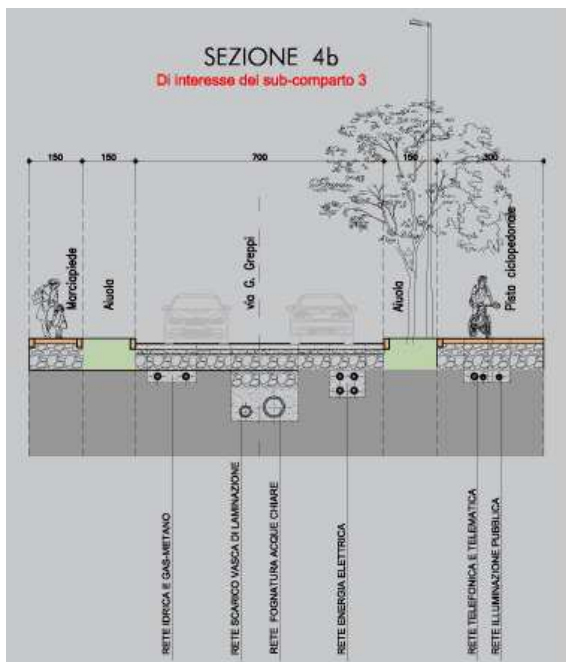 SEZIONE 4b
Di interesse del sub-comparto 3
150 150 700 150 300
Marciapiede
Aiuola
via G. Greppi
Aiuola
Pista ciclopedonale
RETE IDRICA E GAS-METANO
RETE SCARICO VASCA DI LAMINAZIONE
RETE FOGNATURA ACQUE CHIARE
RETE ENERGIA ELETTRICA
RETE TELEFONICA E TELEMATICA
RETE ILLUMINAZIONE PUBBLICA